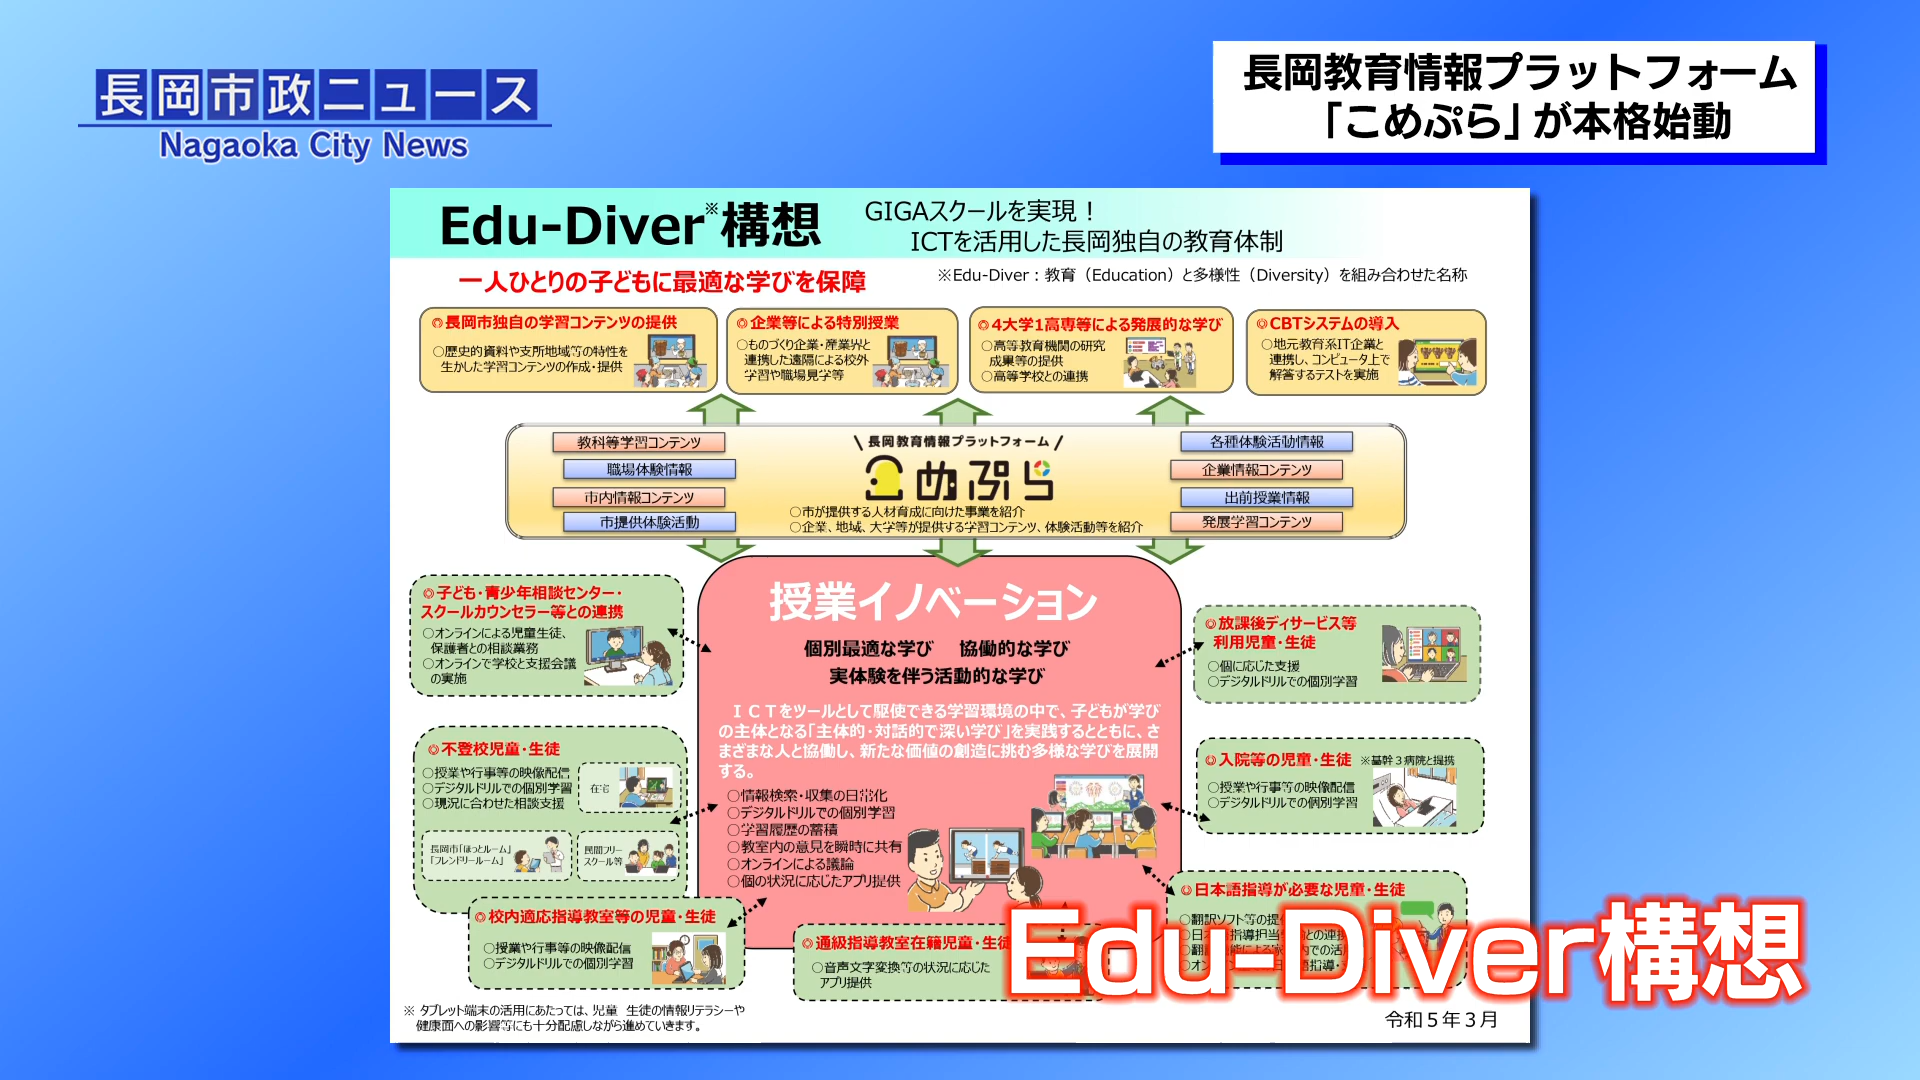 長岡市政ニュース
Nagaoka City News
長岡教育情報プラットフォーム
「こめぷら」が本格始動
Edu-Diver※構想
GIGAスクールを実現！
ICTを活用した長岡独自の教育体制
一人ひとりの子どもに最適な学びを保障
※Edu-Diver：教育（Education）と多様性（Diversity）を組み合わせた名称
◎長岡市独自の学習コンテンツの提供
○歴史的資料や支所地域等の特性を
生かした学習コンテンツの作成・提供
◎企業等による特別授業
○ものづくり企業・産業界と
連携した遠隔による校外
学習や職場見学等
◎4大学1高専等による発展的な学び
○高等教育機関の研究
成果等の提供
○高等学校との連携
◎CBTシステムの導入
○地元教育系IT企業と
連携し、コンピュータ上で
解答するテストを実施
教科等学習コンテンツ
職場体験情報
市内情報コンテンツ
市提供体験活動
\ 長岡教育情報プラットフォーム /
こめぷら
○市が提供する人材育成に向けた事業を紹介
○企業、地域、大学等が提供する学習コンテンツ、体験活動等を紹介
各種体験活動情報
企業情報コンテンツ
出前授業情報
発展学習コンテンツ
授業イノベーション
個別最適な学び　協働的な学び
実体験を伴う活動的な学び
ＩＣＴをツールとして駆使できる学習環境の中で、子どもが学び
の主体となる「主体的・対話的で深い学び」を実践するとともに、さ
まざまな人と協働し、新たな価値の創造に挑む多様な学びを展開
する。
○情報検索・収集の日常化
○デジタルドリルでの個別学習
○学習履歴の蓄積
○教室内の意見を瞬時に共有
○オンラインによる議論
○個の状況に応じたアプリ提供
◎子ども・青少年相談センター・
スクールカウンセラー等との連携
○オンラインによる児童生徒、
保護者との相談業務
○オンラインで学校と支援会議
の実施
◎不登校児童・生徒
○授業や行事等の映像配信
○デジタルドリルでの個別学習
○現況に合わせた相談支援
在宅
長岡市「ほっとルーム」
「フレンドリールーム」
民間フリー
スクール等
◎校内適応指導教室等の児童・生徒
○授業や行事等の映像配信
○デジタルドリルでの個別学習
◎通級指導教室在籍児童・生徒
○音声文字変換等の状況に応じた
アプリ提供
◎放課後デイサービス等
利用児童・生徒
○個に応じた支援
○デジタルドリルでの個別学習
◎入院等の児童・生徒　※基幹３病院と提携
○授業や行事等の映像配信
○デジタルドリルでの個別学習
◎日本語指導が必要な児童・生徒
○翻訳ソフト等の提
Edu-Diver構想
※ タブレット端末の活用にあたっては、児童　生徒の情報リテラシーや
健康面への影響等にも十分配慮しながら進めていきます。
令和５年３月